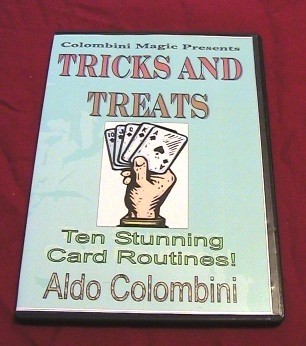 Colombini Magic Presents
TRICKS AND
TREATS
Ten Stunning
Card Routines!
Aldo Colombini